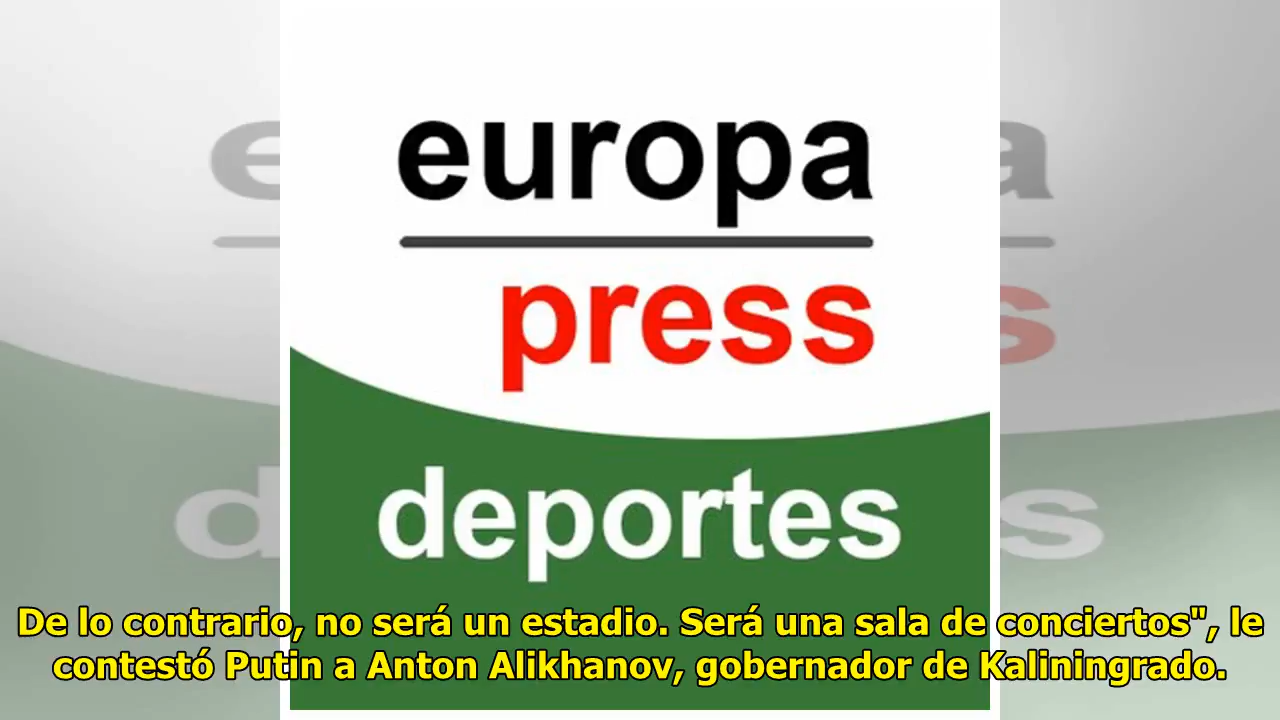 europa
press
deportes
De lo contrario, no será un estadio. Será una sala de conciertos", le
contestó Putin a Anton Alikhanov, gobernador de Kaliningrado.